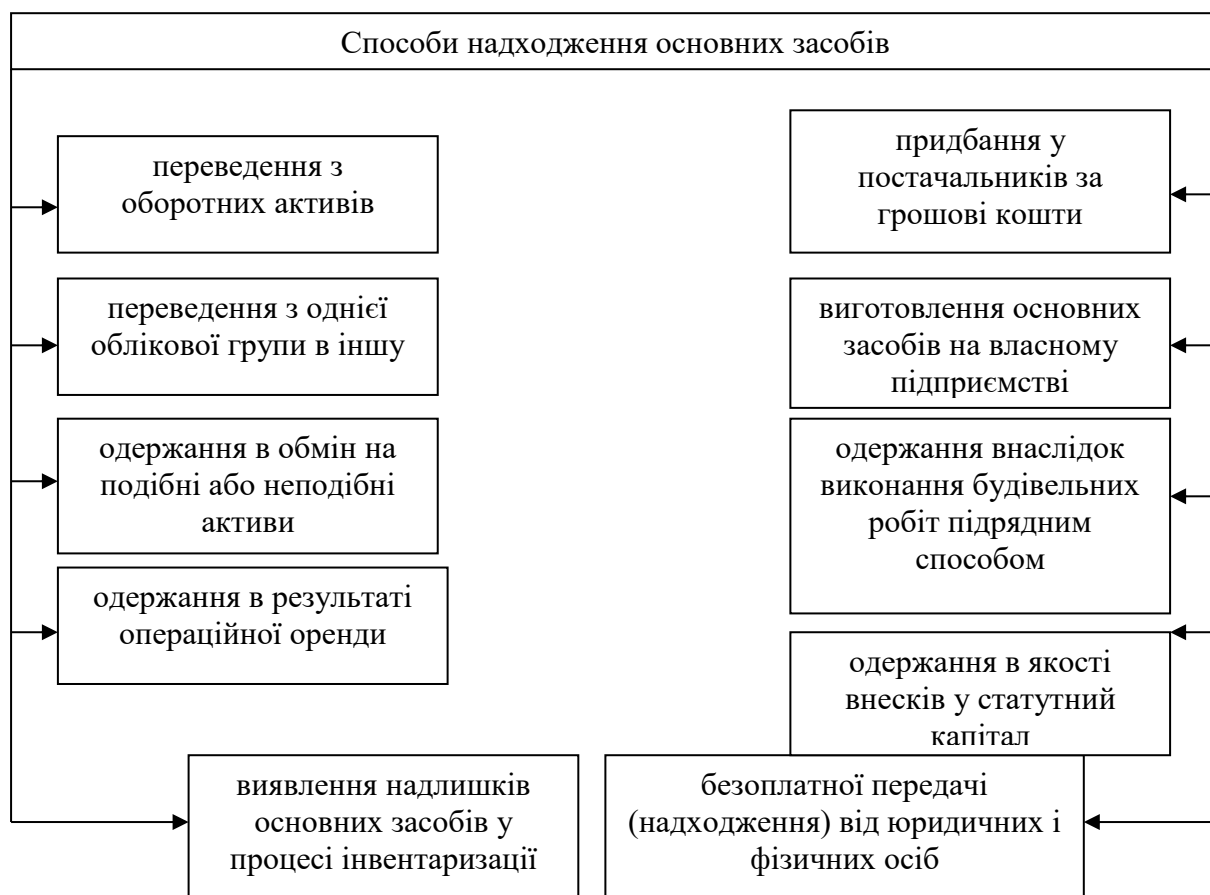 Способи надходження основних засобів
переведення з
оборотних активів
переведення з однієї
облікової групи в іншу
одержання в обмін на
подібні або неподібні
активи
одержання в результаті
операційної оренди
виявлення надлишків
основних засобів у
процесі інвентаризації
придбання у
постачальників за
грошові кошти
виготовлення основних
засобів на власному
підприємстві
одержання внаслідок
виконання будівельних
робіт підрядним
способом
одержання в якості
внесків у статутний
капітал
безоплатної передачі
(надходження) від юридичних і
фізичних осіб